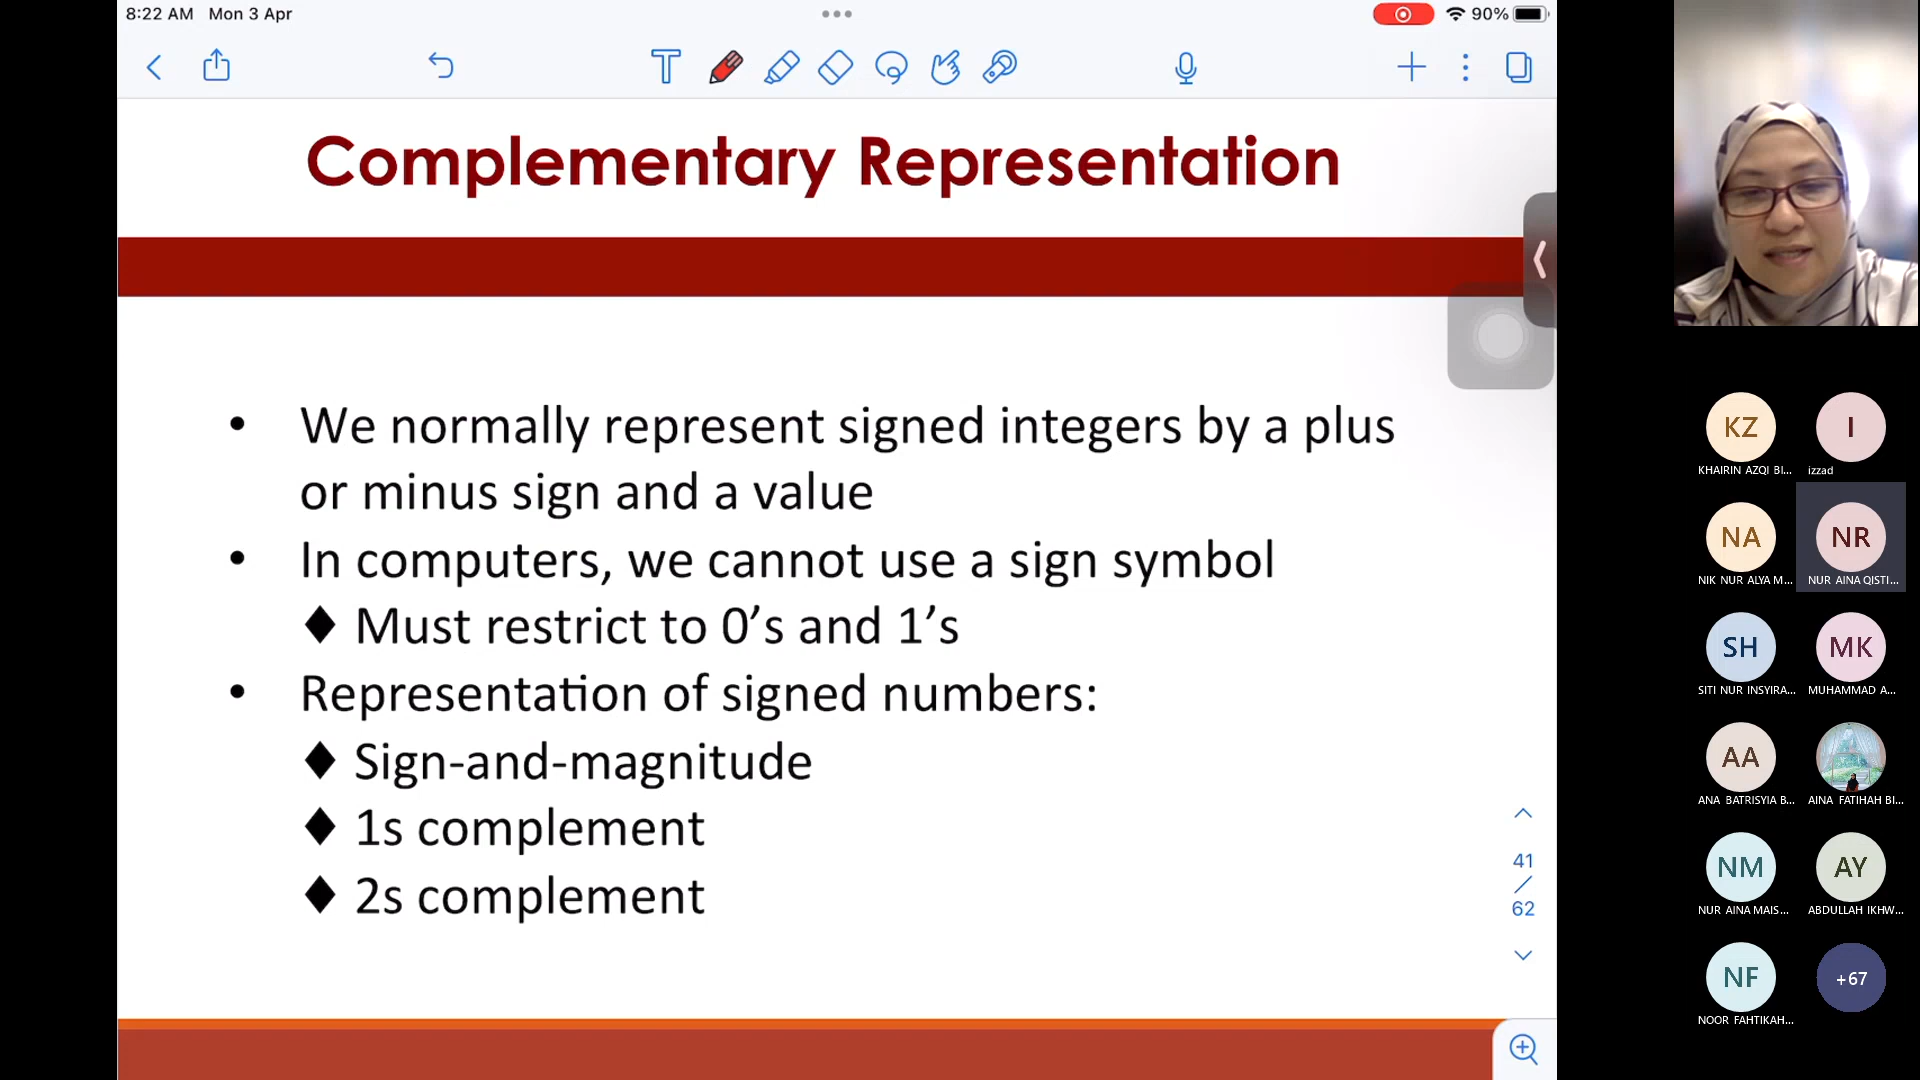 8:22 AM Mon 3 Apr
90%
Complementary Representation
• We normally represent signed integers by a plus
or minus sign and a value
• In computers, we cannot use a sign symbol
♦ Must restrict to 0’s and 1’s
• Representation of signed numbers:
♦ Sign-and-magnitude
♦ 1s complement
♦ 2s complement
41
/
62
KZ
KHAIRIN AZQI BI...
I
izzad
NA
NIK NUR ALYA M...
NR
NUR AINA QISTI...
SH
SITI NUR INSYIRA...
MK
MUHAMMAD A...
AA
ANA BATRISYIA B...
AINA FATIHAH BI...
NM
NUR AINA MAIS...
AY
ABDULLAH IKHW...
NF
NOOR FAHTIKAH...
+67